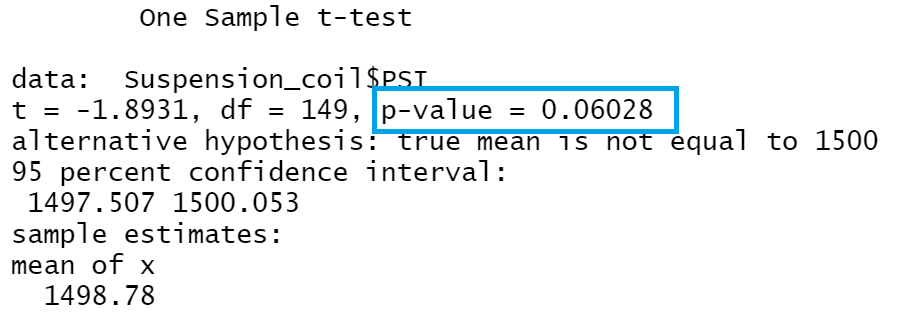 One Sample t-test
data: Suspension_coil$PSI
t = -1.8931, df = 149, p-value = 0.06028
alternative hypothesis: true mean is not equal to 1500
95 percent confidence interval:
1497.507 1500.053
sample estimates:
mean of x
1498.78